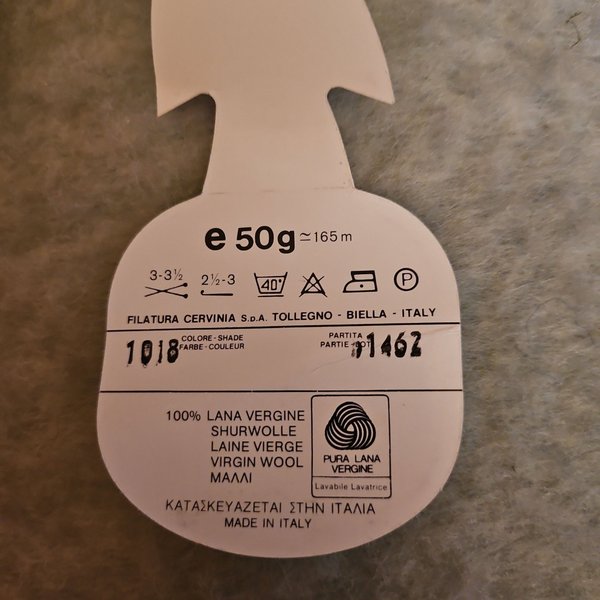 e 50g ≃ 165 m
3-3½ 2½-3 40° P
FILATURA CERVINIA S.p.A. TOLLEGNO - BIELLA - ITALY
1018 COLORE - SHADE
FARBE - COULEUR
PARTITA
PARTIE - LOT
1462
100% LANA VERGINE
SHURWOLLE
LAINE VIERGE
VIRGIN WOOL
ΜΑΛΛΙ
PURA LANA
VERGINE
Lavabile Lavatrice
ΚΑΤΑΣΚΕΥΑΖΕΤΑΙ ΣΤΗΝ ΙΤΑΛΙΑ
MADE IN ITALY